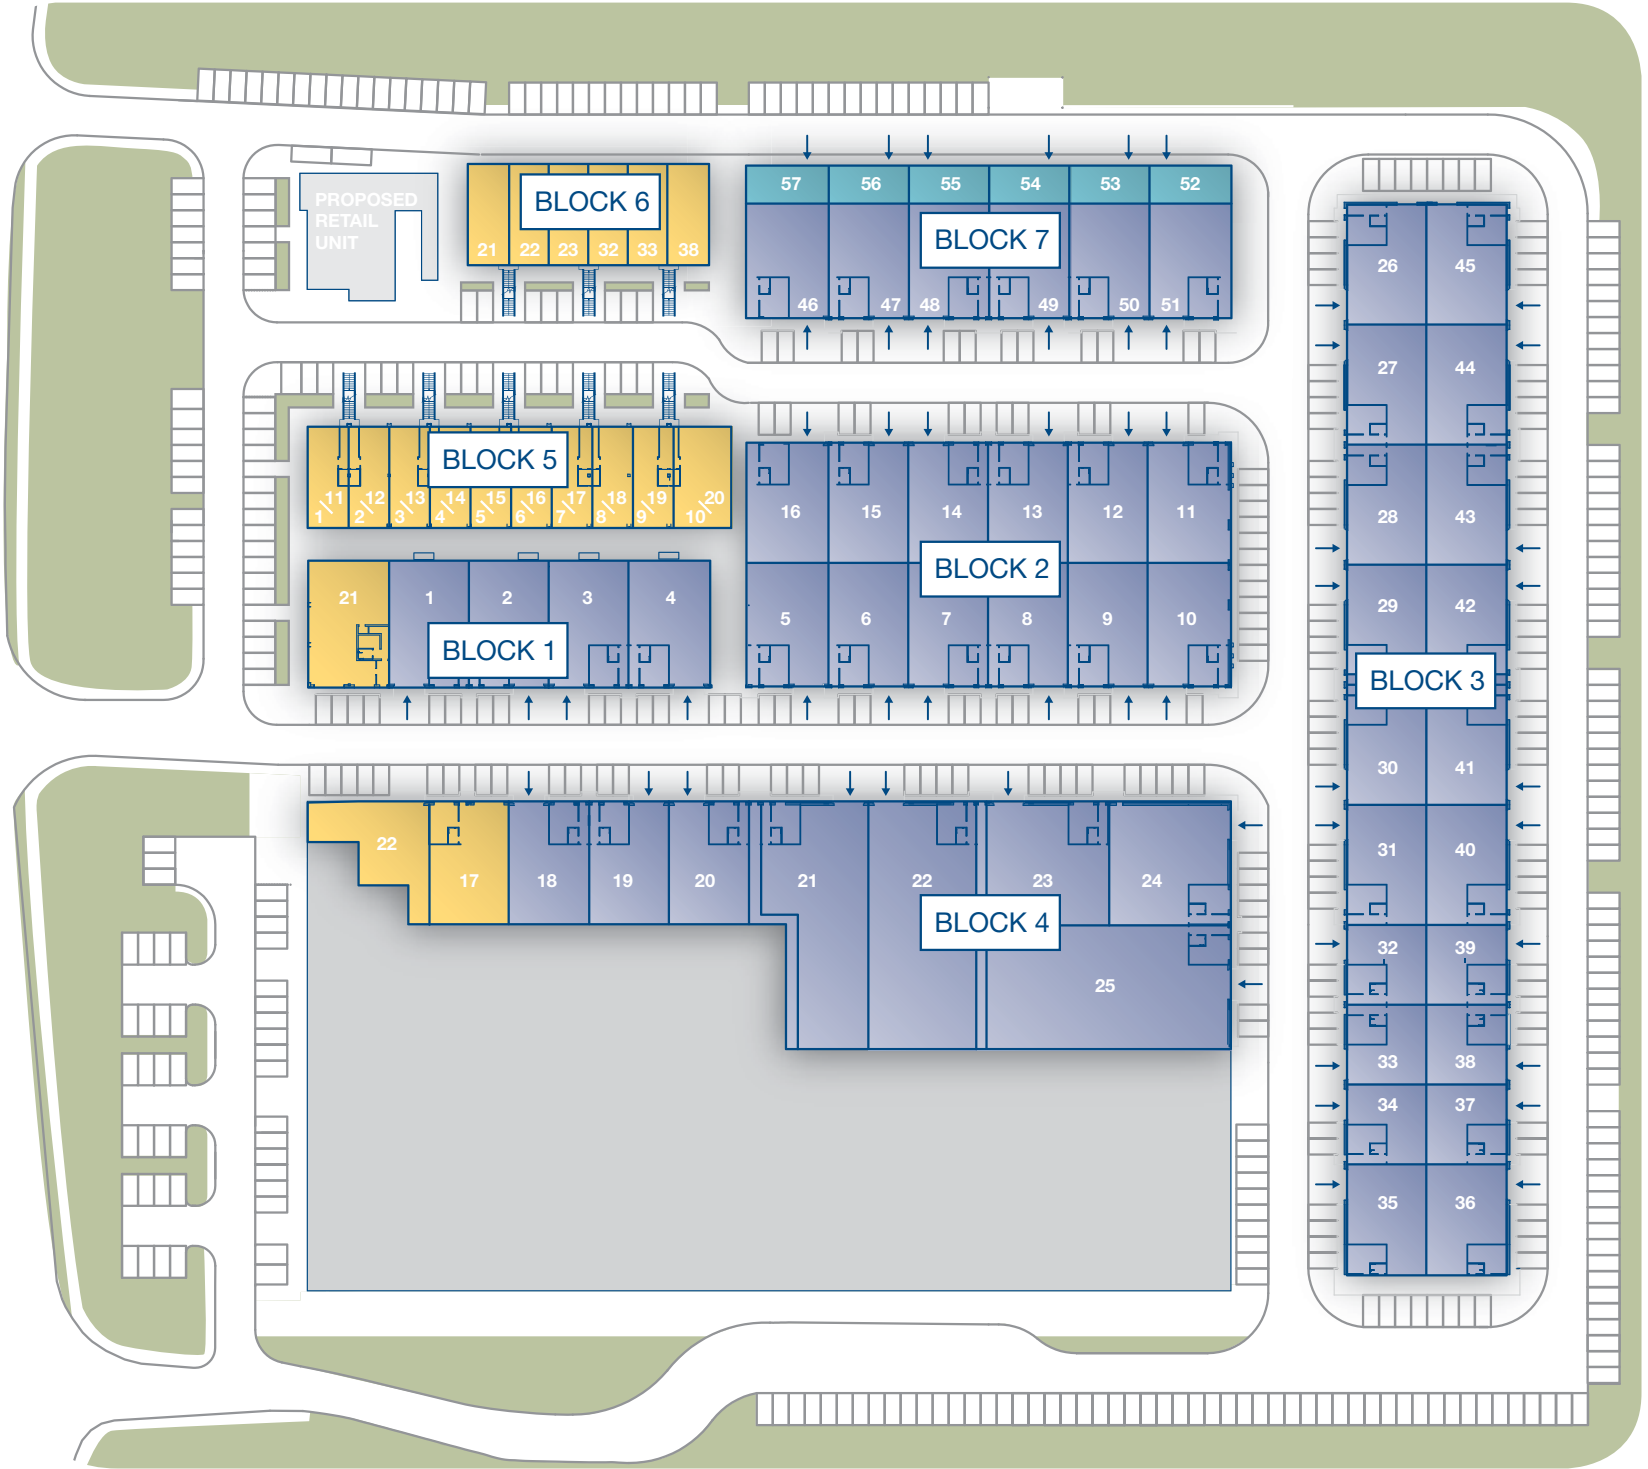 57 56 55 54 53 52
PROPOSED
RETAIL
UNIT
BLOCK 6
21 22 23 32 33 38
BLOCK 7
46 47 48 49 50 51
26 45
27 44
28 43
29 42
BLOCK 3
30 41
31 40
32 39
33 38
34 37
35 36
BLOCK 5
1/11 2/12 3/13 4/14 5/15 6/16 7/17 8/18 9/19 10/20
16 15 14 13 12 11
BLOCK 2
5 6 7 8 9 10
21 1 2 3 4
BLOCK 1
22 17 18 19 20 21 22 23 24
BLOCK 4
25